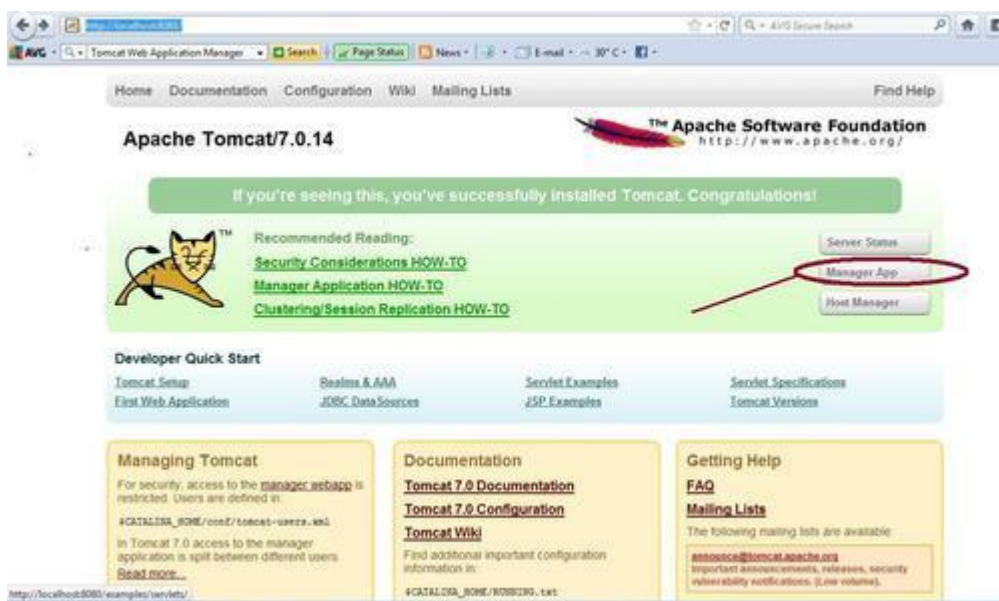 http://localhost:8080/
AVG Secure Search
AVG Tomcat Web Application Manager Search Page Status News E-mail 30° C
Home Documentation Configuration Wiki Mailing Lists Find Help
Apache Tomcat/7.0.14
The Apache Software Foundation
http://www.apache.org/
If you're seeing this, you've successfully installed Tomcat. Congratulations!
TM
Recommended Reading:
Security Considerations HOW-TO
Manager Application HOW-TO
Clustering/Session Replication HOW-TO
Server Status
Manager App
Host Manager
Developer Quick Start
Tomcat Setup
First Web Application
Realms & AAA
JDBC DataSources
Servlet Examples
JSP Examples
Servlet Specifications
Tomcat Versions
Managing Tomcat
For security, access to the manager webapp is
restricted. Users are defined in:
$CATALINA_HOME/conf/tomcat-users.xml
In Tomcat 7.0 access to the manager
application is split between different users.
Read more...
Documentation
Tomcat 7.0 Documentation
Tomcat 7.0 Configuration
Tomcat Wiki
Find additional important configuration
information in:
$CATALINA_HOME/RUNNING.txt
Getting Help
FAQ
Mailing Lists
The following mailing lists are available:
announce@tomcat.apache.org
Important announcements, releases, security
vulnerability notifications. (Low volume).
http://localhost:8080/examples/servlets/